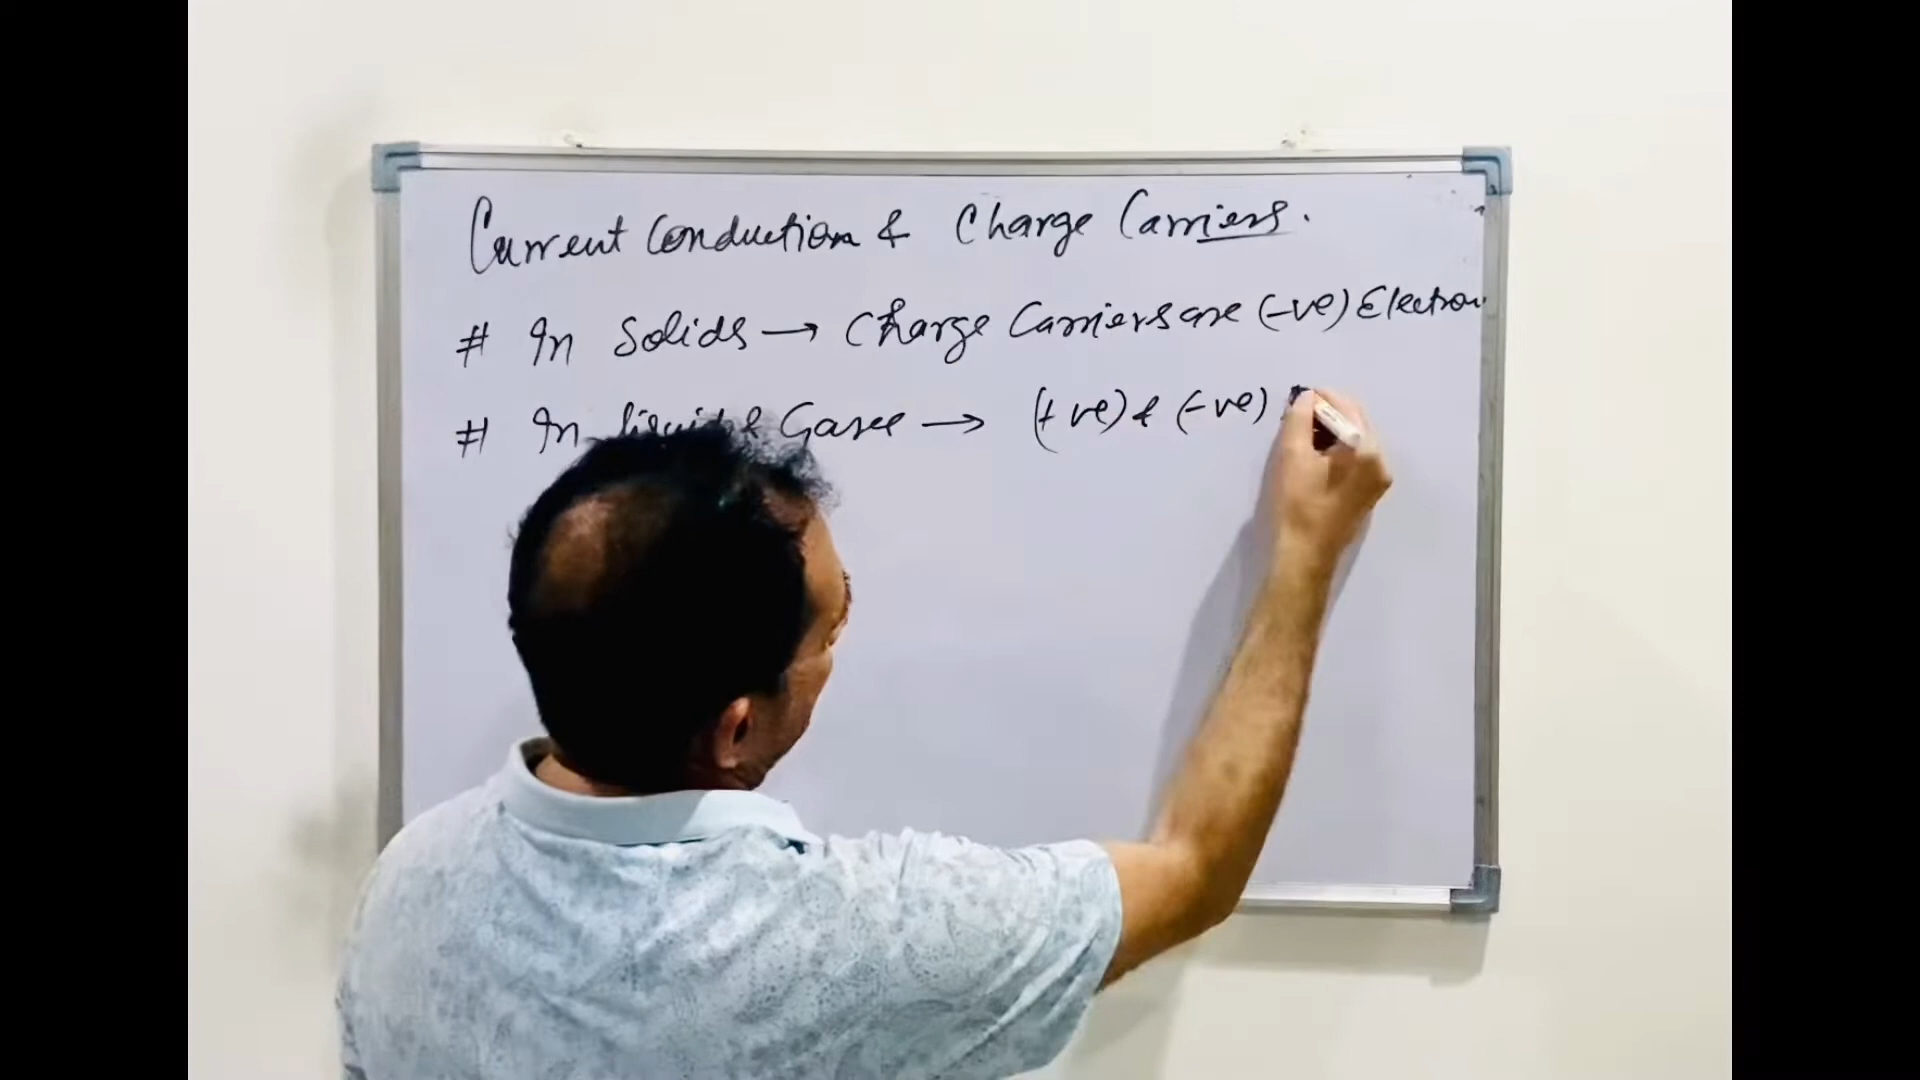 Current Conduction & Charge Carriers.
# In Solids → Charge Carriers are (-ve) Electron
# In Gases → (+ve) & (-ve)